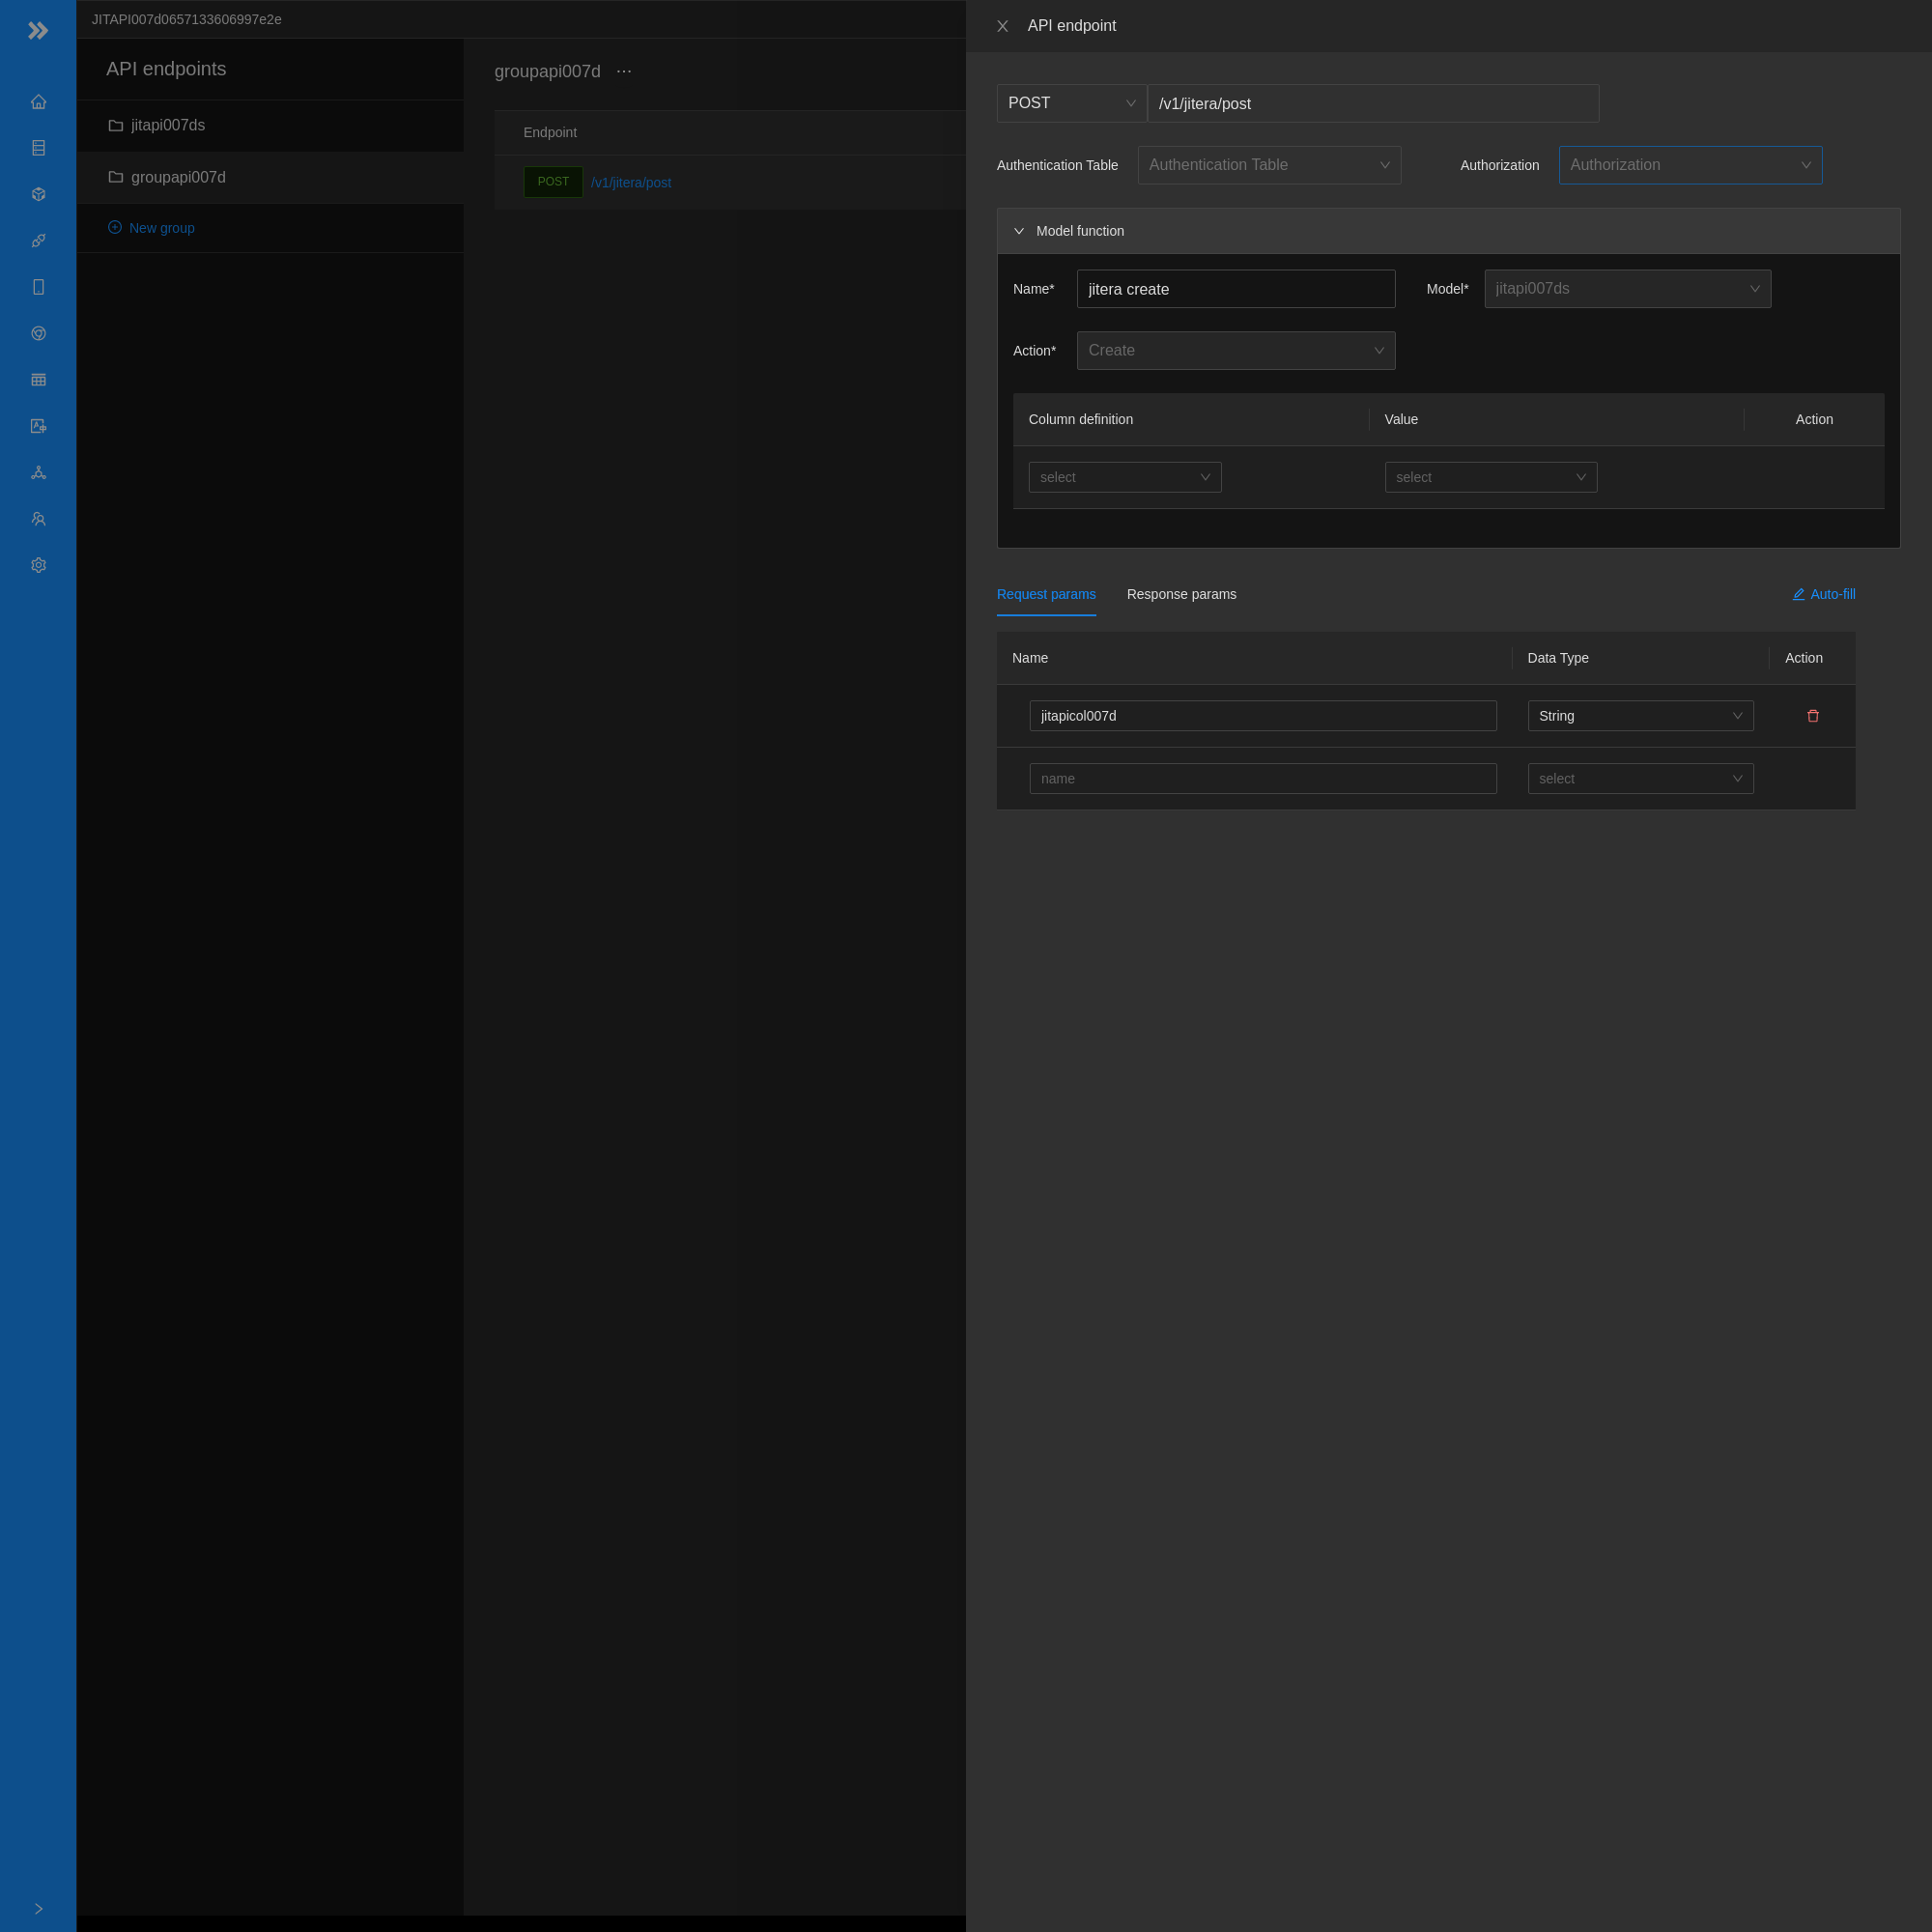 JITAPI007d0657133606997e2e
API endpoints
jitapi007ds
groupapi007d
New group
groupapi007d ...
Endpoint
POST /v1/jitera/post
API endpoint
POST /v1/jitera/post
Authentication Table Authentication Table Authorization Authorization
Model function
Name* jitera create Model* jitapi007ds
Action* Create
Column definition Value Action
select select
Request params Response params Auto-fill
Name Data Type Action
jitapicol007d String
name select